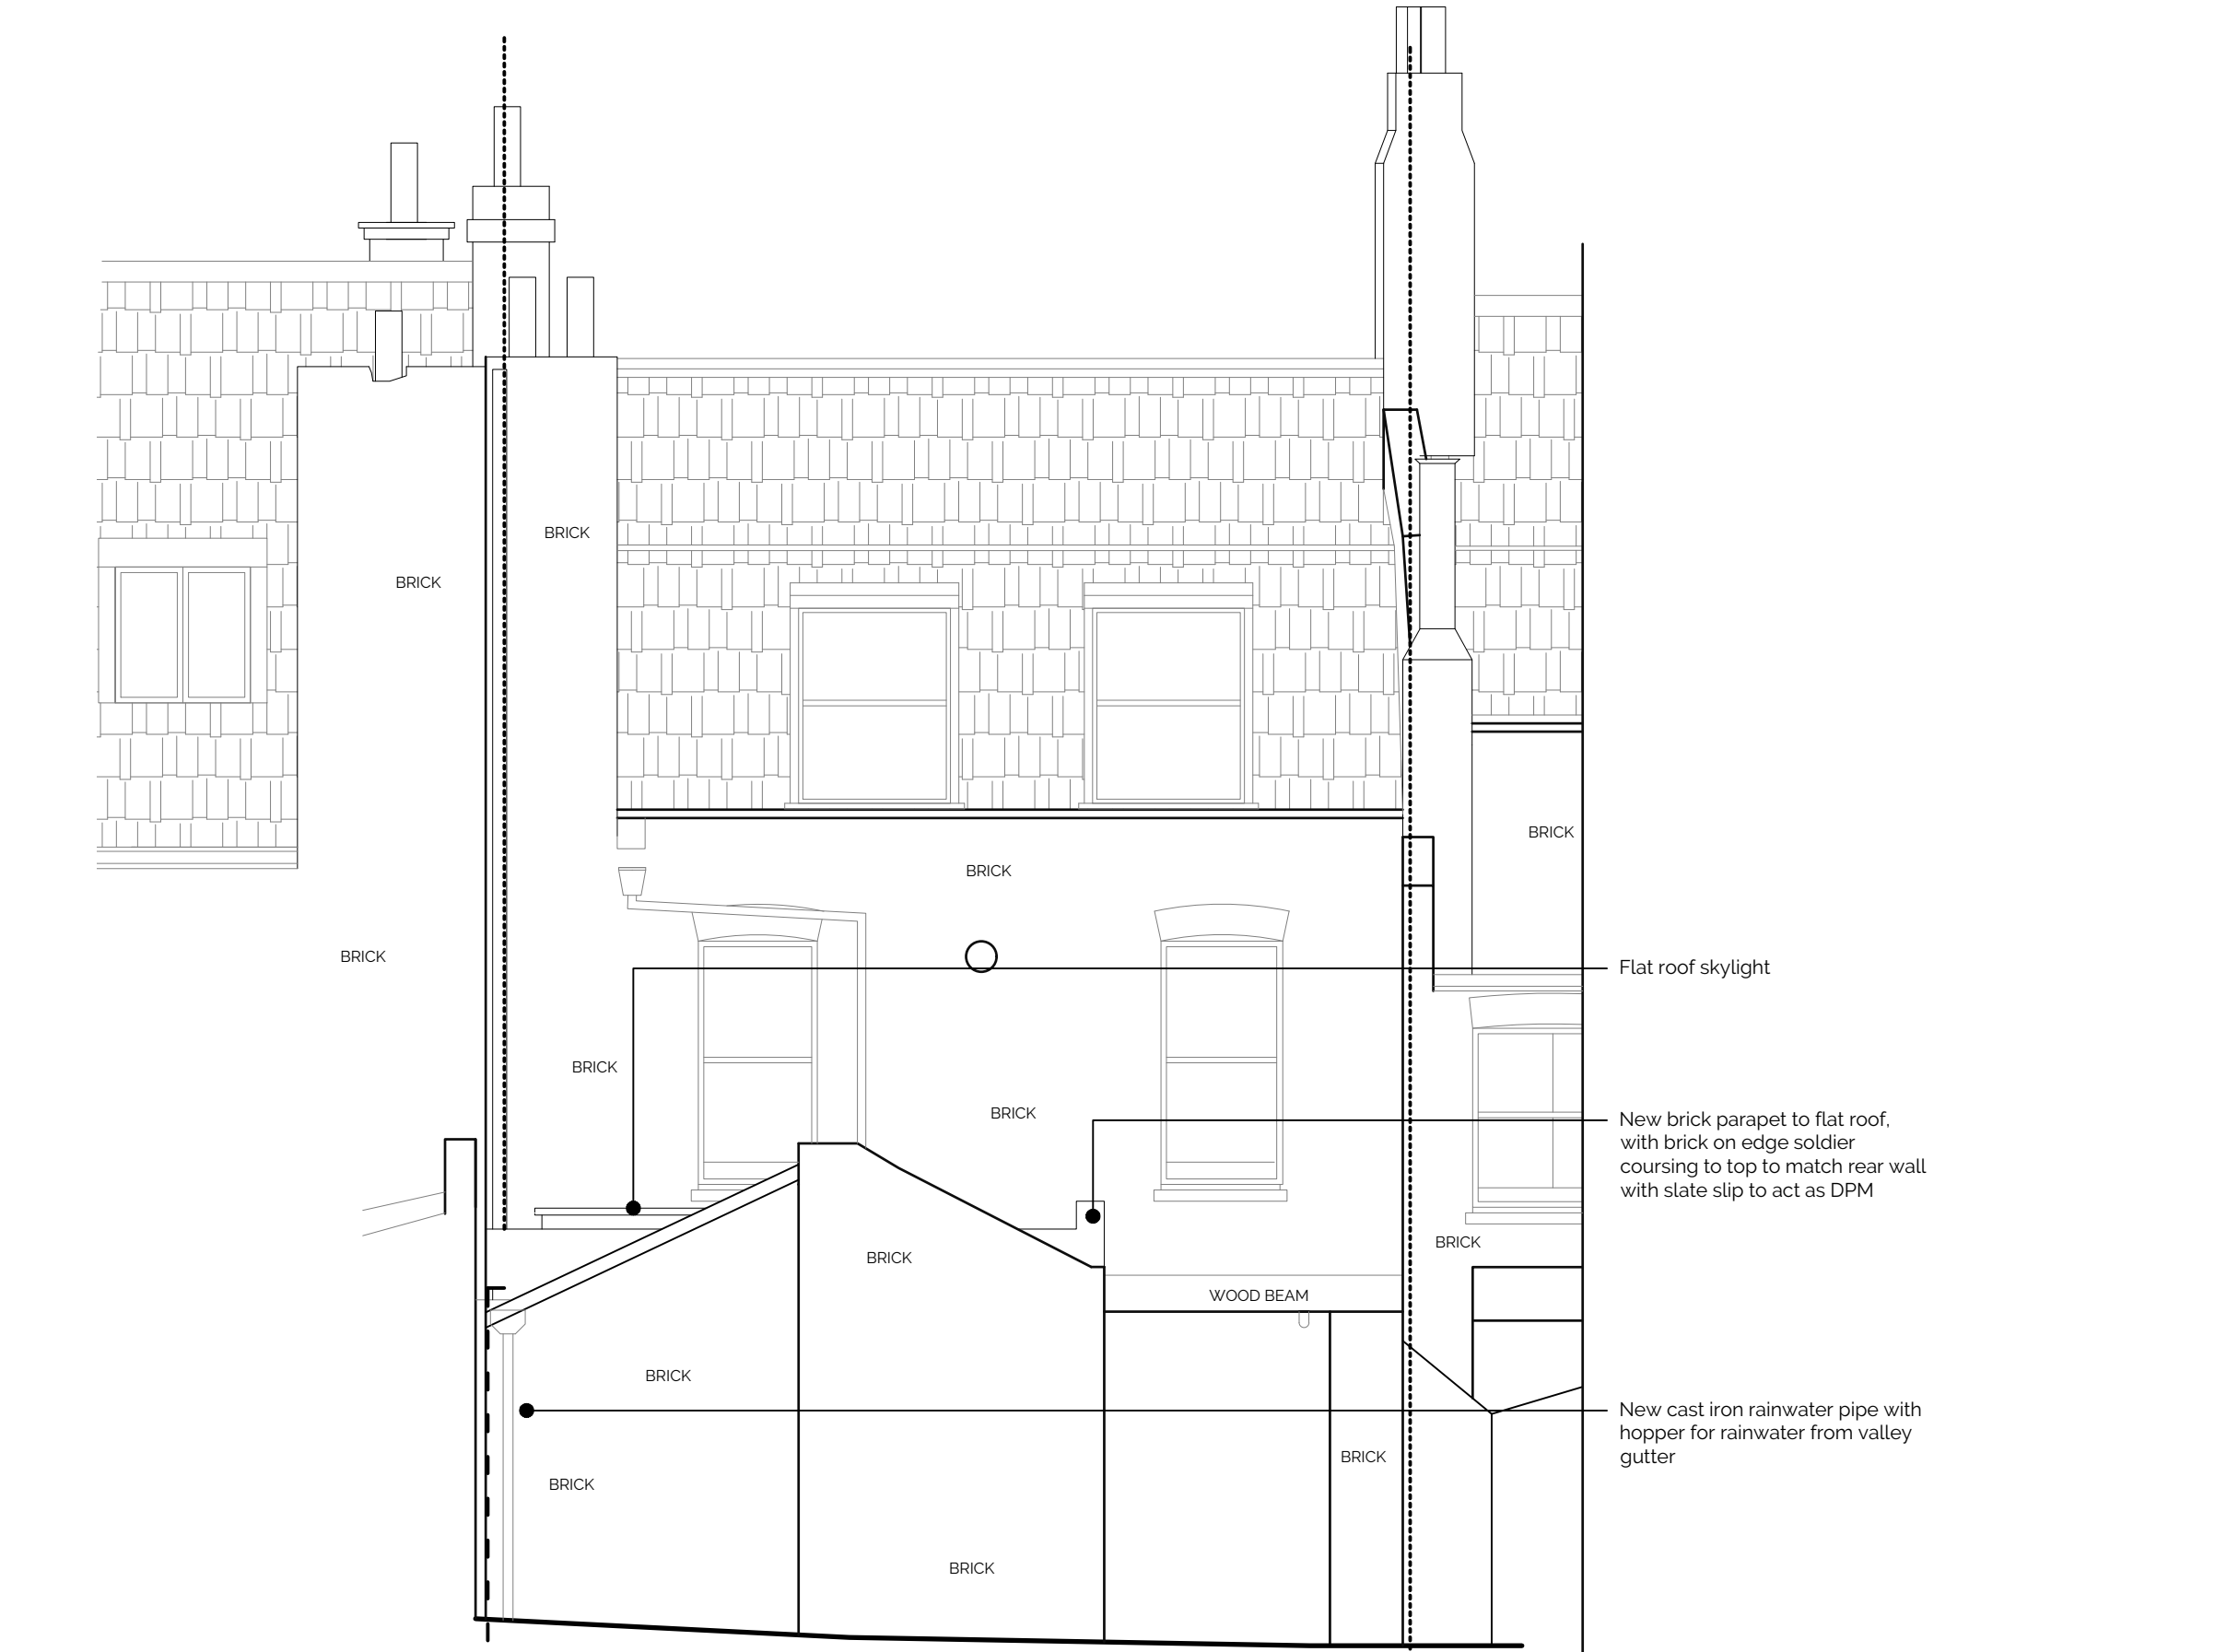 BRICK
BRICK
BRICK
BRICK
BRICK
Flat roof skylight
BRICK
BRICK
New brick parapet to flat roof,
with brick on edge soldier
coursing to top to match rear wall
with slate slip to act as DPM
BRICK
BRICK
WOOD BEAM
BRICK
New cast iron rainwater pipe with
hopper for rainwater from valley
gutter
BRICK
BRICK
BRICK